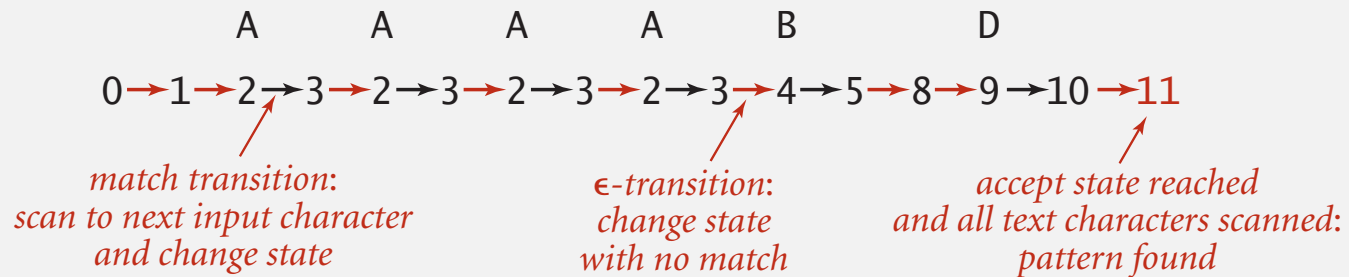 A A A A B D
0 1 2 3 2 3 2 3 2 3 4 5 8 9 10 11
match transition:
scan to next input character
and change state
ϵ-transition:
change state
with no match
accept state reached
and all text characters scanned:
pattern found